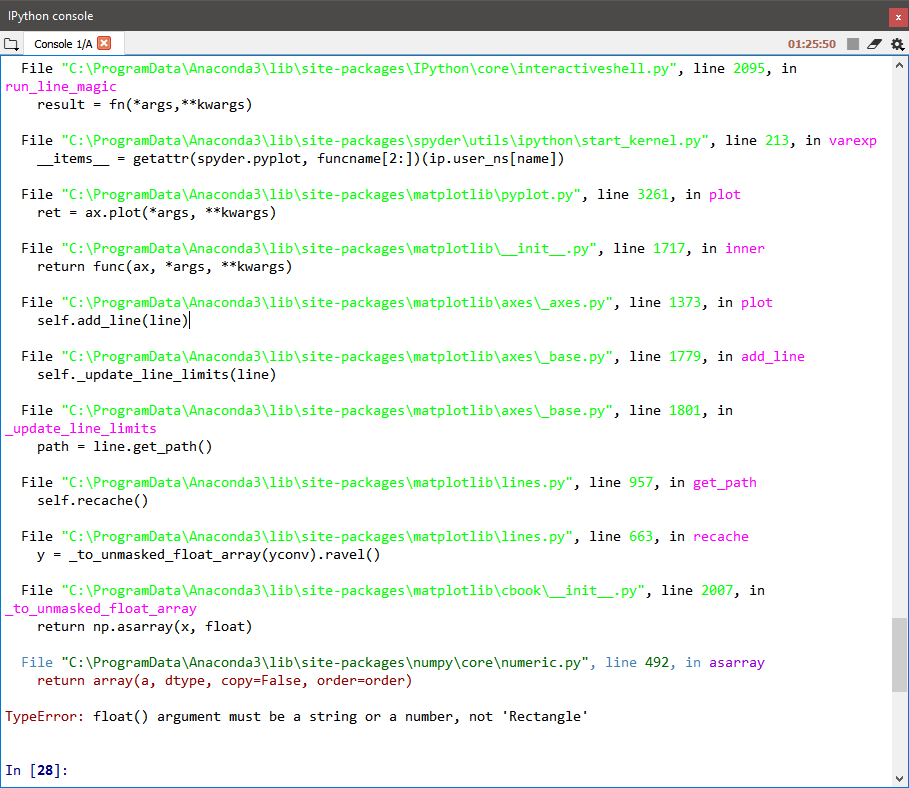 IPython console
x
Console 1/A
01:25:50
File "C:\ProgramData\Anaconda3\lib\site-packages\IPython\core\interactiveshell.py", line 2095, in
run_line_magic
result = fn(*args,**kwargs)
File "C:\ProgramData\Anaconda3\lib\site-packages\spyder\utils\ipython\start_kernel.py", line 213, in varexp
__items__ = getattr(spyder.pyplot, funcname[2:])(ip.user_ns[name])
File "C:\ProgramData\Anaconda3\lib\site-packages\matplotlib\pyplot.py", line 3261, in plot
ret = ax.plot(*args, **kwargs)
File "C:\ProgramData\Anaconda3\lib\site-packages\matplotlib\__init__.py", line 1717, in inner
return func(ax, *args, **kwargs)
File "C:\ProgramData\Anaconda3\lib\site-packages\matplotlib\axes\_axes.py", line 1373, in plot
self.add_line(line)
File "C:\ProgramData\Anaconda3\lib\site-packages\matplotlib\axes\_base.py", line 1779, in add_line
self._update_line_limits(line)
File "C:\ProgramData\Anaconda3\lib\site-packages\matplotlib\axes\_base.py", line 1801, in
_update_line_limits
path = line.get_path()
File "C:\ProgramData\Anaconda3\lib\site-packages\matplotlib\lines.py", line 957, in get_path
self.recache()
File "C:\ProgramData\Anaconda3\lib\site-packages\matplotlib\lines.py", line 663, in recache
y = _to_unmasked_float_array(yconv).ravel()
File "C:\ProgramData\Anaconda3\lib\site-packages\matplotlib\cbook\__init__.py", line 2007, in
_to_unmasked_float_array
return np.asarray(x, float)
File "C:\ProgramData\Anaconda3\lib\site-packages\numpy\core\numeric.py", line 492, in asarray
return array(a, dtype, copy=False, order=order)
TypeError: float() argument must be a string or a number, not 'Rectangle'
In [28]: